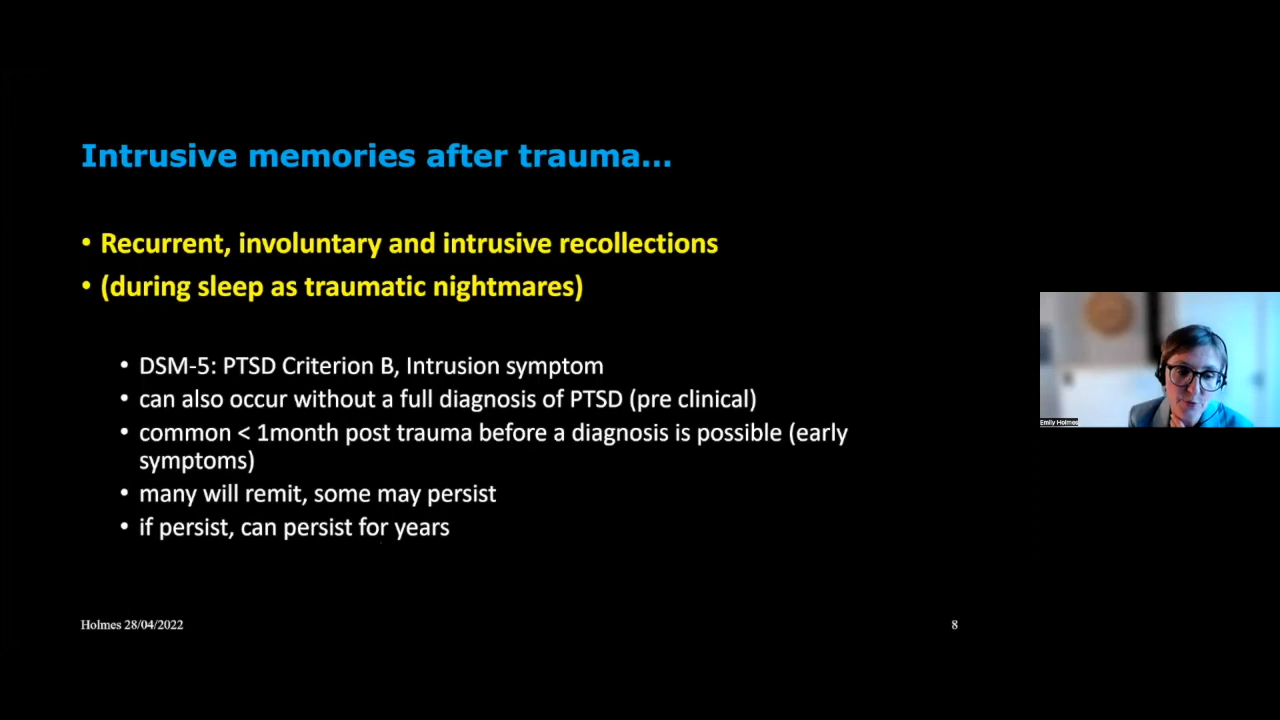 Intrusive memories after trauma...
• Recurrent, involuntary and intrusive recollections
• (during sleep as traumatic nightmares)
• DSM-5: PTSD Criterion B, Intrusion symptom
• can also occur without a full diagnosis of PTSD (pre clinical)
• common < 1month post trauma before a diagnosis is possible (early
symptoms)
• many will remit, some may persist
• if persist, can persist for years
Emily Holmes
Holmes 28/04/2022
8